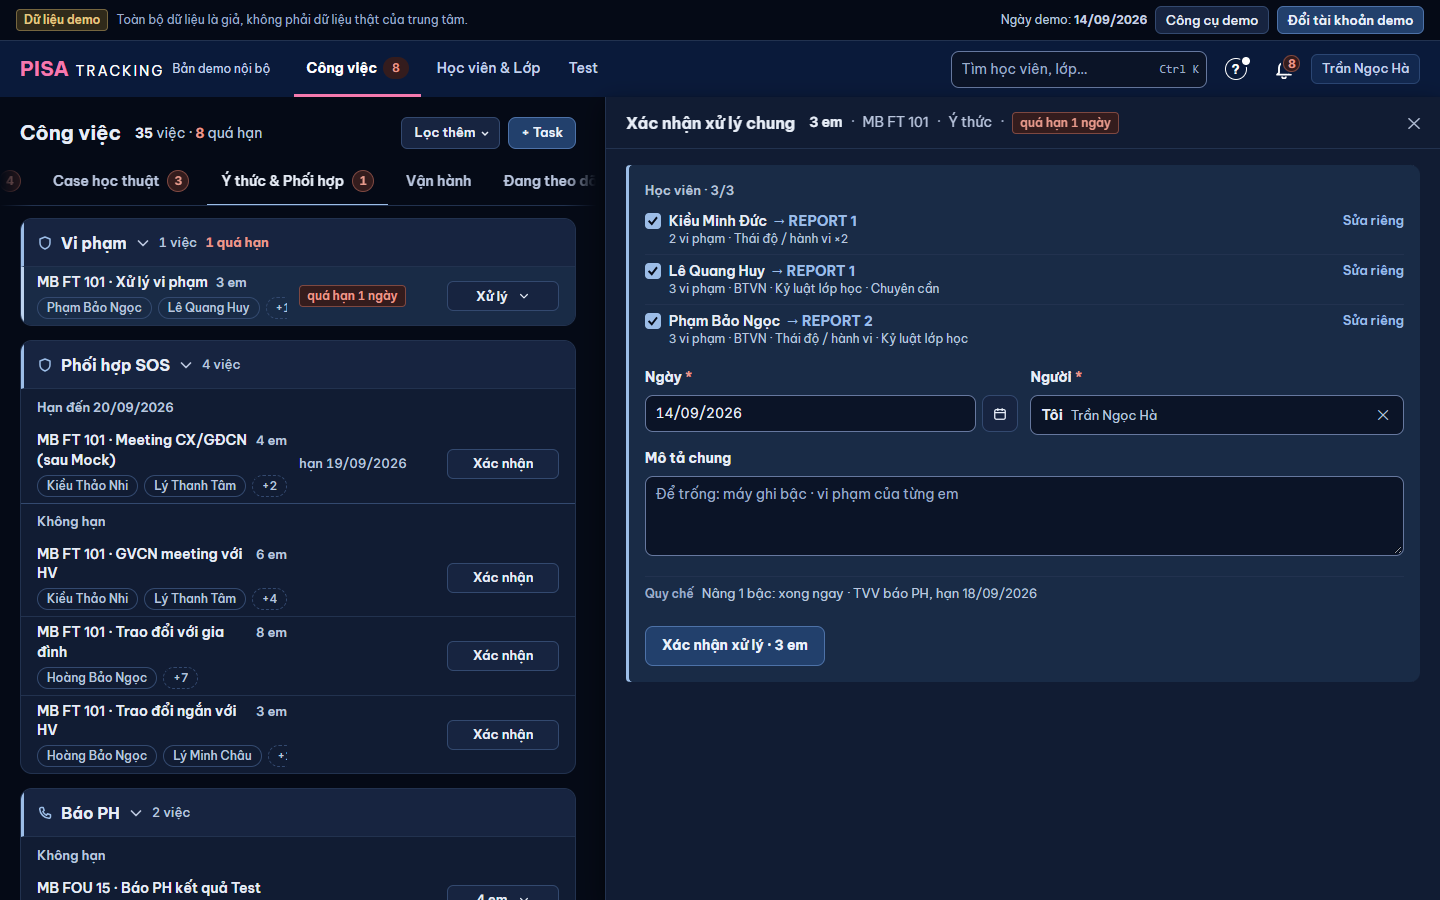 Dữ liệu demo Toàn bộ dữ liệu là giả, không phải dữ liệu thật của trung tâm. Ngày demo: 14/09/2026 Công cụ demo Đổi tài khoản demo
PISA TRACKING Bản demo nội bộ Công việc 8 Học viên & Lớp Test Tìm học viên, lớp... Ctrl K ? 8 Trần Ngọc Hà
Công việc 35 việc · 8 quá hạn Lọc thêm + Task
4 Case học thuật 3 Ý thức & Phối hợp 1 Vận hành Đang theo
Vi phạm 1 việc 1 quá hạn
MB FT 101 · Xử lý vi phạm 3 em
Phạm Bảo Ngọc Lê Quang Huy
quá hạn 1 ngày Xử lý
Phối hợp SOS 4 việc
Hạn đến 20/09/2026
MB FT 101 · Meeting CX/GĐCN 4 em
(sau Mock)
Kiều Thảo Nhi Lý Thanh Tâm +2
hạn 19/09/2026 Xác nhận
Không hạn
MB FT 101 · GVCN meeting với 6 em
HV
Kiều Thảo Nhi Lý Thanh Tâm +4
Xác nhận
MB FT 101 · Trao đổi với gia 8 em
đình
Hoàng Bảo Ngọc +7
Xác nhận
MB FT 101 · Trao đổi ngắn với 3 em
HV
Hoàng Bảo Ngọc Lý Minh Châu
Xác nhận
Báo PH 2 việc
Không hạn
MB FOU 15 · Báo PH kết quả Test
4 em
Xác nhận xử lý chung 3 em · MB FT 101 · Ý thức · quá hạn 1 ngày
Học viên · 3/3
Kiều Minh Đức → REPORT 1 Sửa riêng
2 vi phạm · Thái độ / hành vi ×2
Lê Quang Huy → REPORT 1 Sửa riêng
3 vi phạm · BTVN · Kỷ luật lớp học · Chuyên cần
Phạm Bảo Ngọc → REPORT 2 Sửa riêng
3 vi phạm · BTVN · Thái độ / hành vi · Kỷ luật lớp học
Ngày * Người *
14/09/2026 Tôi Trần Ngọc Hà
Mô tả chung
Để trống: máy ghi bậc · vi phạm của từng em
Quy chế Nâng 1 bậc: xong ngay · TVV báo PH, hạn 18/09/2026
Xác nhận xử lý · 3 em